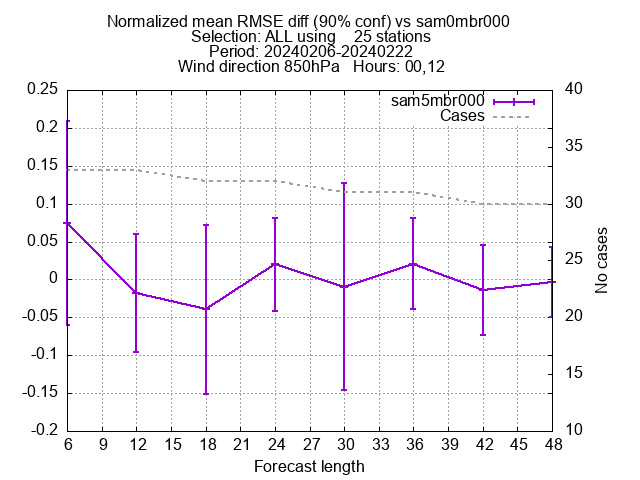 Normalized mean RMSE diff (90% conf) vs sam0mbr000
Selection: ALL using    25 stations
Period: 20240206-20240222
Wind direction 850hPa   Hours: 00,12
sam5mbr000
Cases
0.25
0.2
0.15
0.1
0.05
0
-0.05
-0.1
-0.15
-0.2
40
35
30
25
20
15
10
No cases
6 9 12 15 18 21 24 27 30 33 36 39 42 45 48
Forecast length